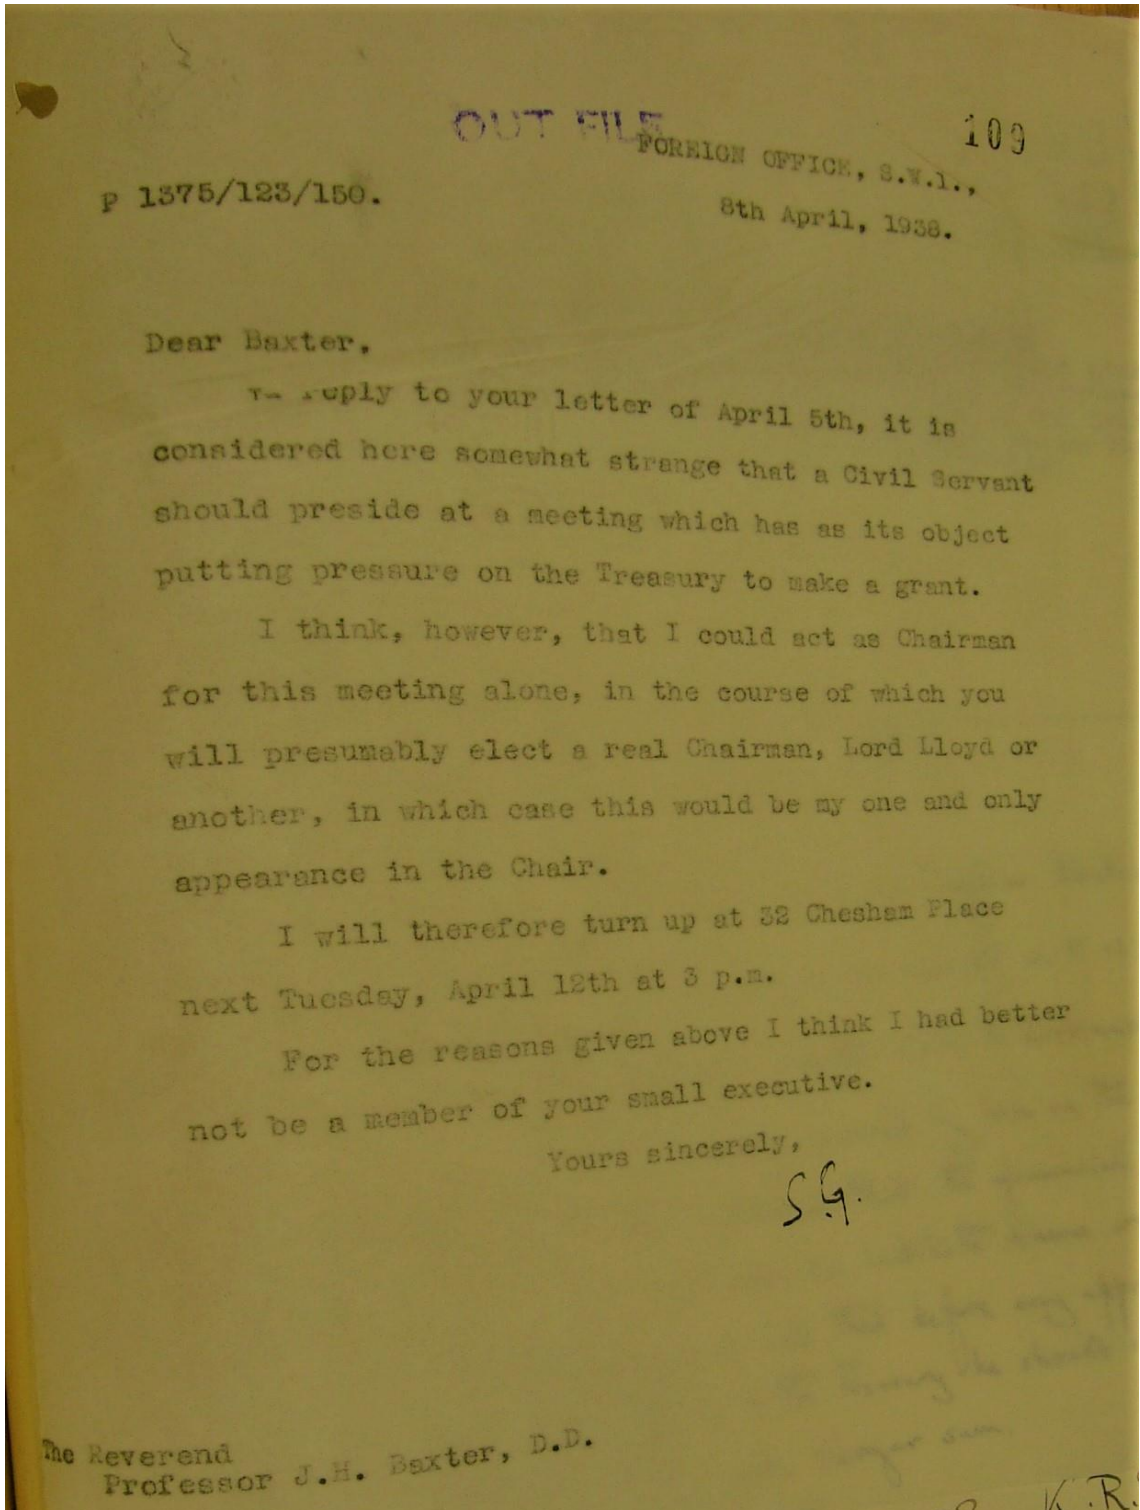 OUT FILE
109
FOREIGN OFFICE, S.W.1.,
P 1375/123/150.
8th April, 1938.
Dear Baxter,
reply to your letter of April 5th, it is
considered here somewhat strange that a Civil Servant
should preside at a meeting which has as its object
putting pressure on the Treasury to make a grant.
I think, however, that I could act as Chairman
for this meeting alone, in the course of which you
will presumably elect a real Chairman, Lord Lloyd or
another, in which case this would be my one and only
appearance in the Chair.
I will therefore turn up at 32 Chesham Place
next Tuesday, April 12th at 3 p.m.
For the reasons given above I think I had better
not be a member of your small executive.
Yours sincerely,
S.G.
The Reverend
Professor J.H. Baxter, D.D.
K.R.